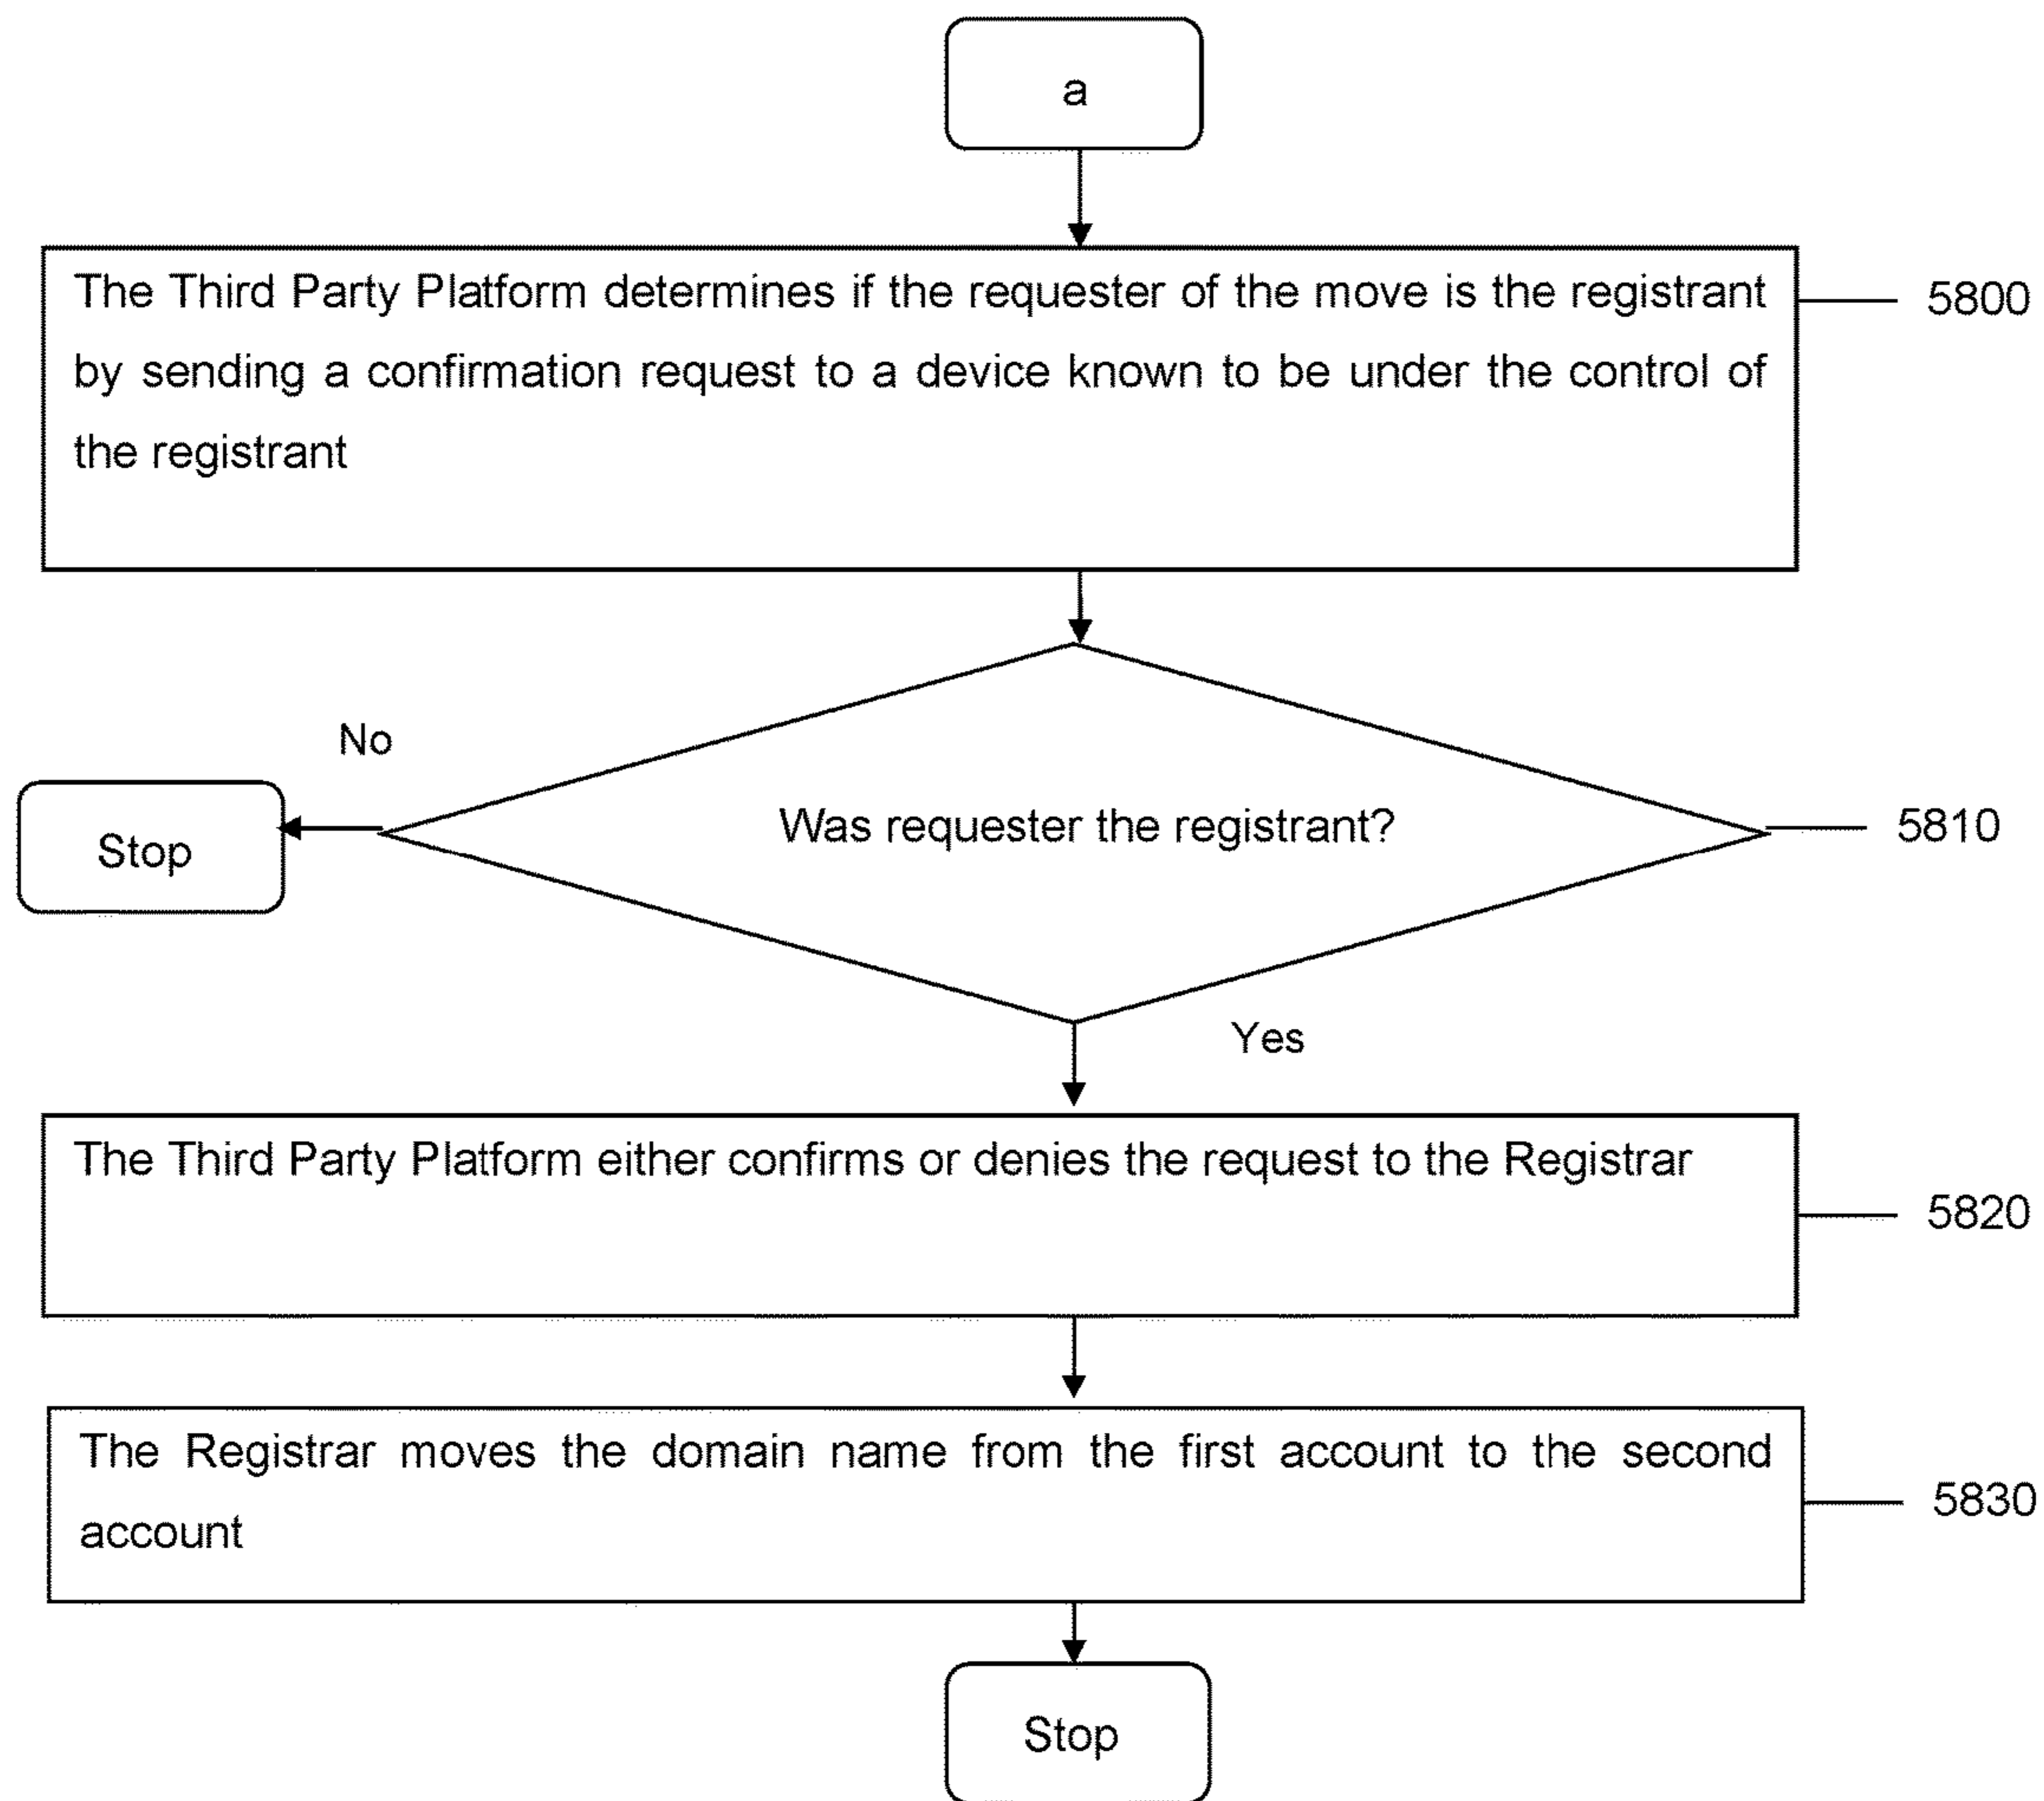 a
The Third Party Platform determines if the requester of the move is the registrant
by sending a confirmation request to a device known to be under the control of
the registrant
5800
No
Stop
Was requester the registrant?
5810
Yes
The Third Party Platform either confirms or denies the request to the Registrar
5820
The Registrar moves the domain name from the first account to the second
account
5830
Stop